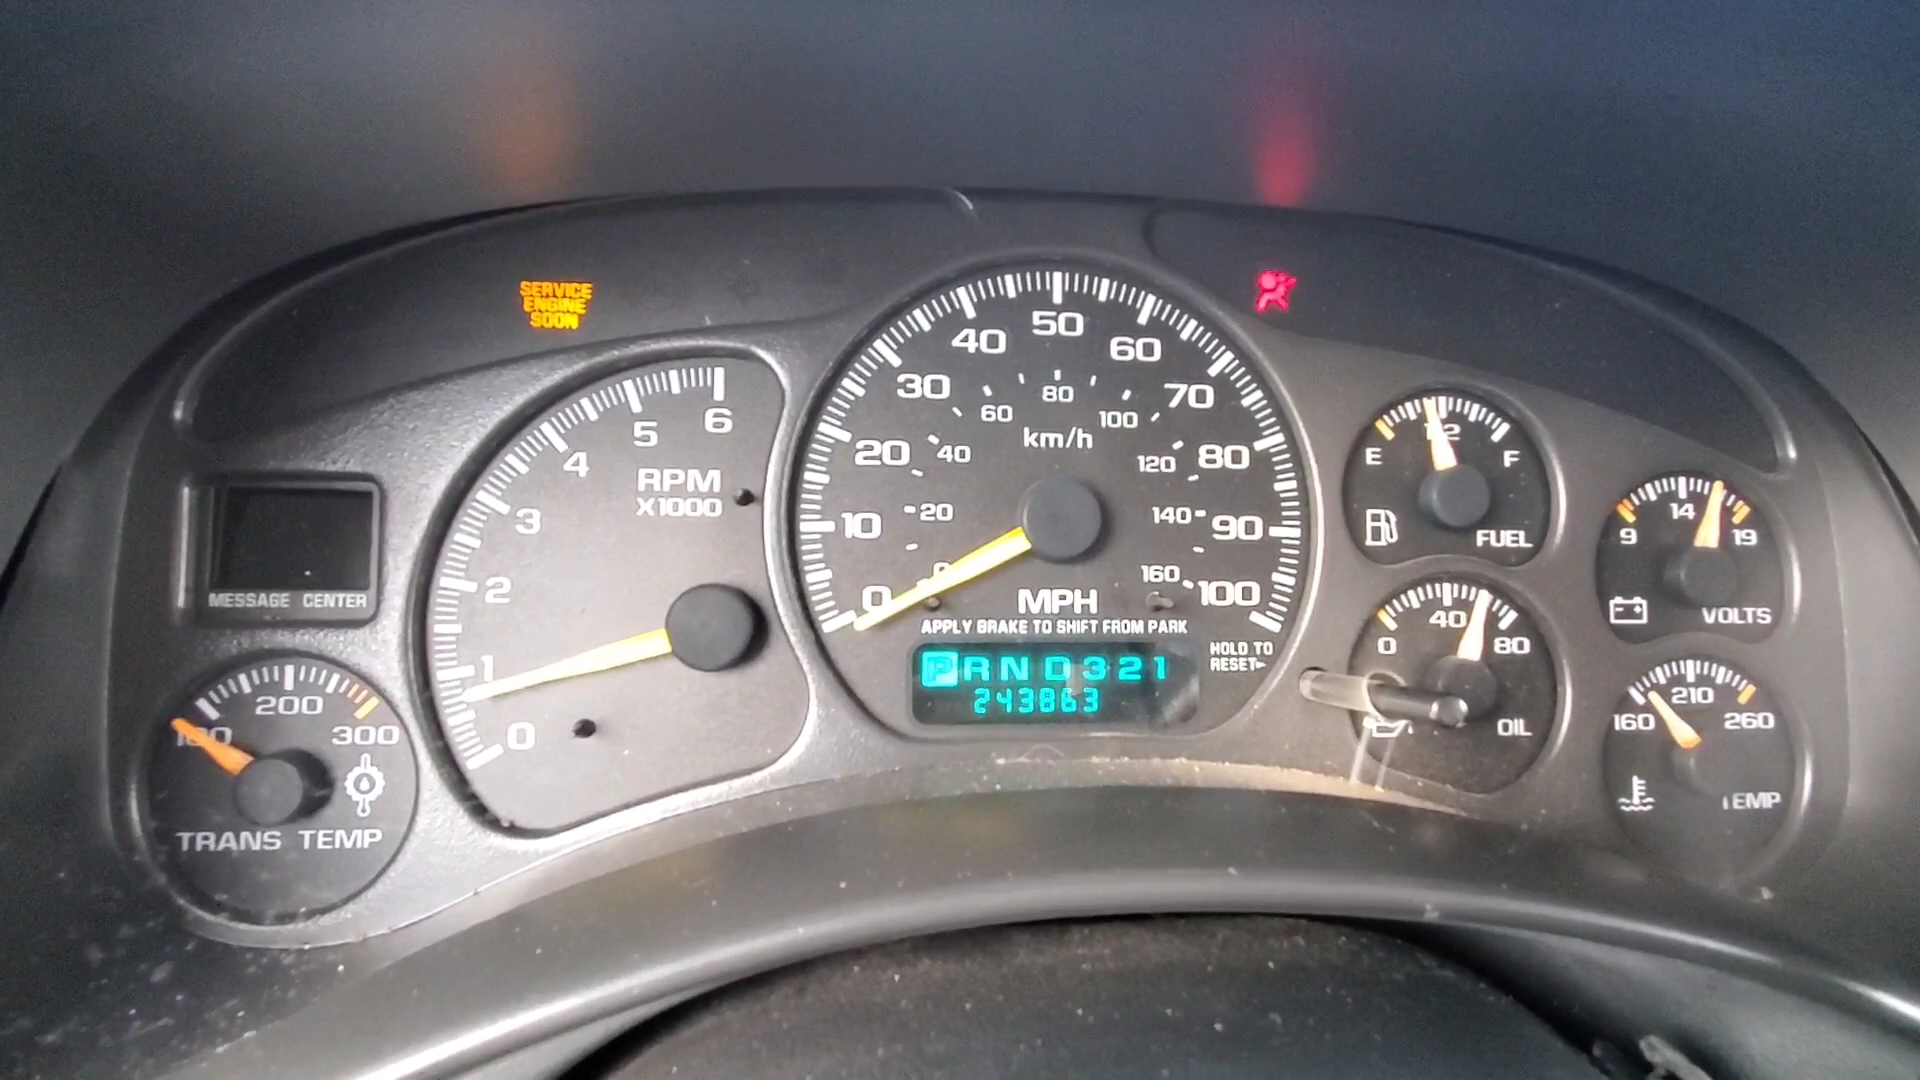 SERVICE
ENGINE
SOON
MESSAGE CENTER
100
200
300
TRANS TEMP
0
1
2
3
4
5
6
RPM
X1000
0
10
20
30
40
50
60
70
80
90
100
20
40
60
80
100
120
140
160
km/h
MPH
APPLY BRAKE TO SHIFT FROM PARK
PRND321
243863
HOLD TO
RESET
E
F
FUEL
0
40
80
OIL
9
14
19
VOLTS
160
210
260
TEMP